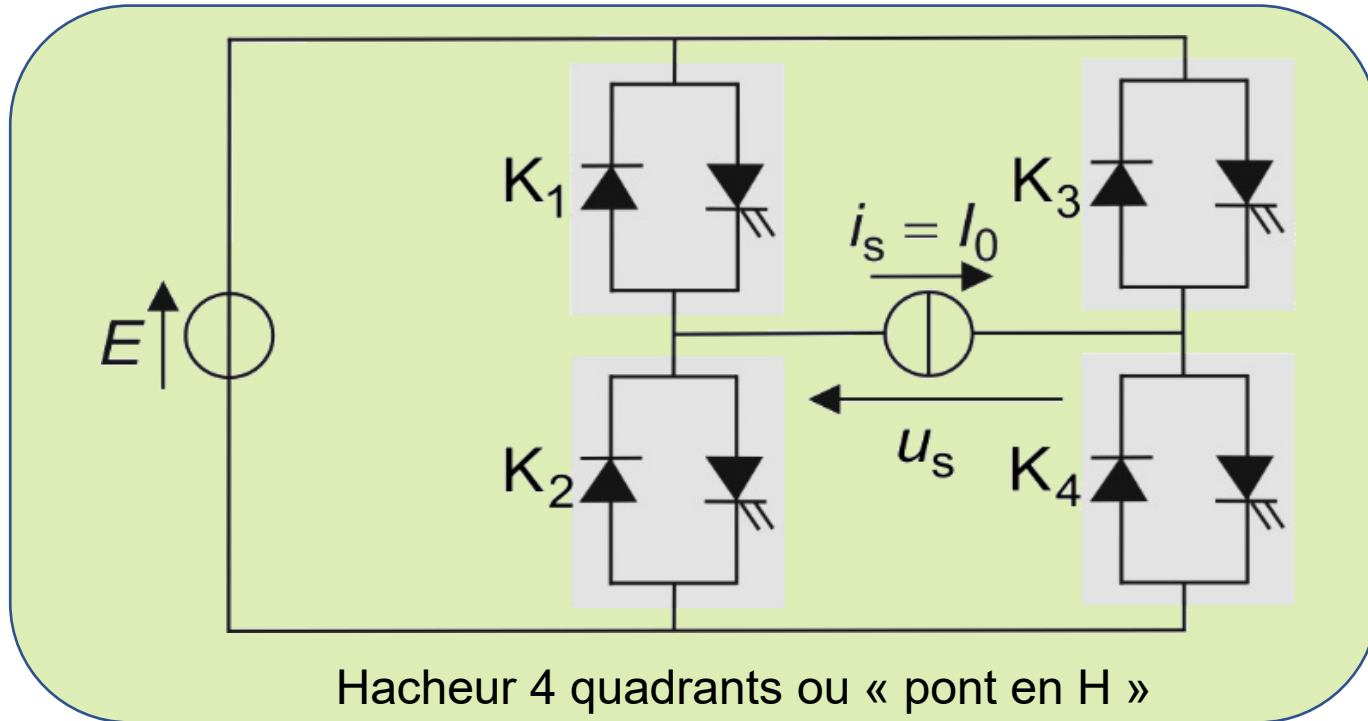 K1
K3
is = I0
E
us
K2
K4
Hacheur 4 quadrants ou « pont en H »